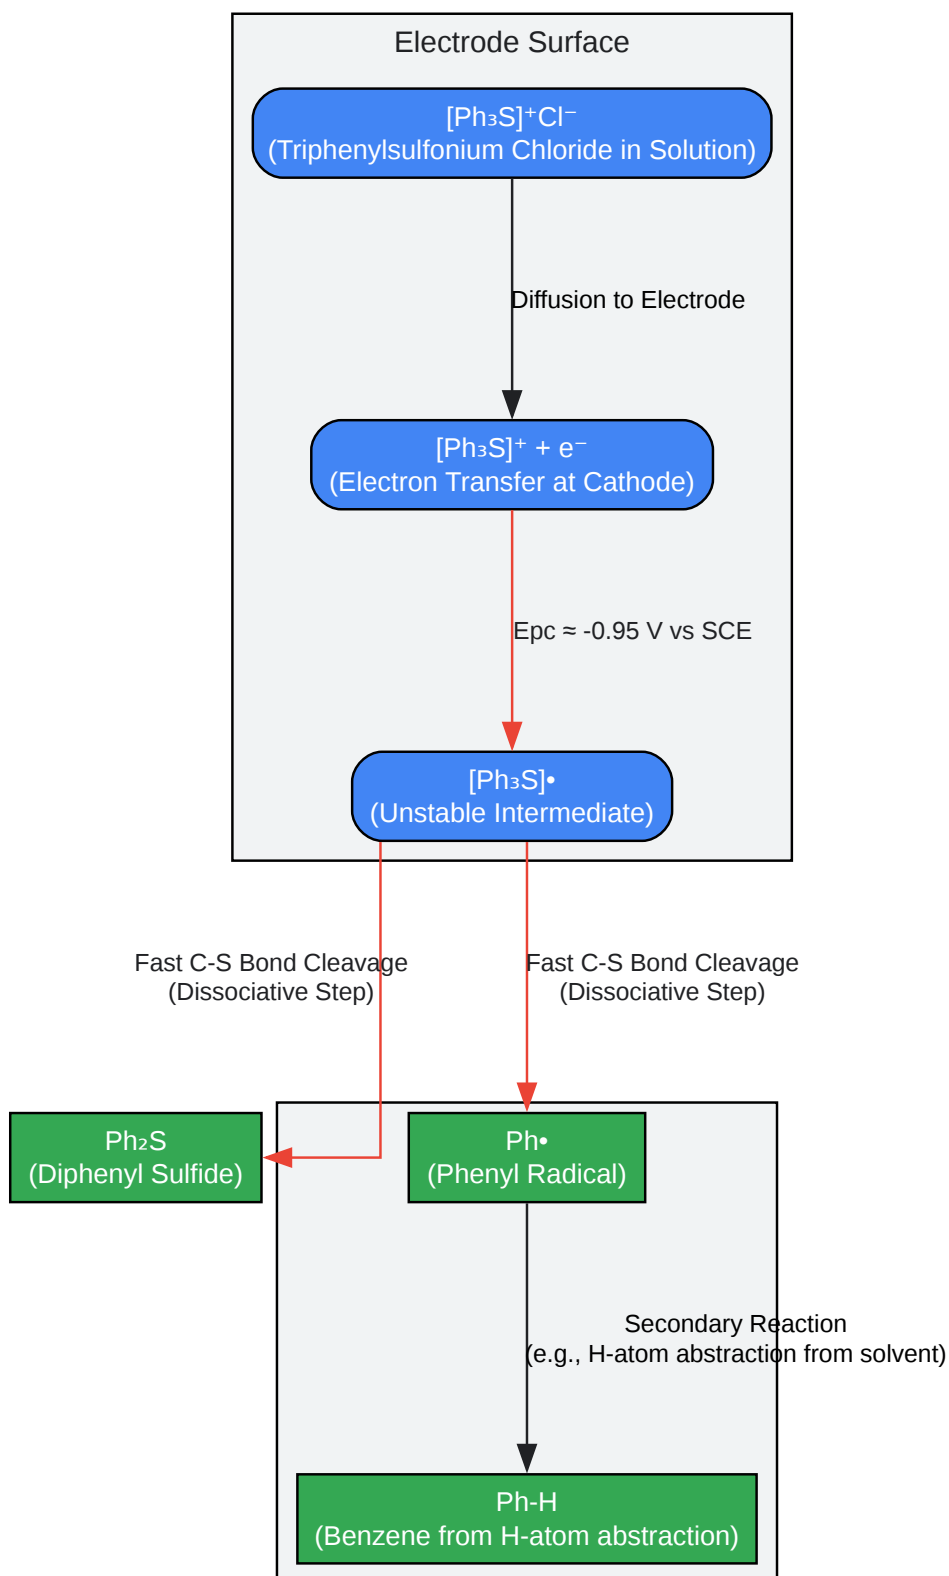 Electrode Surface
[Ph₃S]⁺Cl⁻
(Triphenylsulfonium Chloride in Solution)
Diffusion to Electrode
[Ph₃S]⁺ + e⁻
(Electron Transfer at Cathode)
Epc ≈ -0.95 V vs SCE
[Ph₃S]•
(Unstable Intermediate)
Fast C-S Bond Cleavage
(Dissociative Step)
Fast C-S Bond Cleavage
(Dissociative Step)
Ph₂S
(Diphenyl Sulfide)
Ph•
(Phenyl Radical)
Secondary Reaction
(e.g., H-atom abstraction from solvent)
Ph-H
(Benzene from H-atom abstraction)